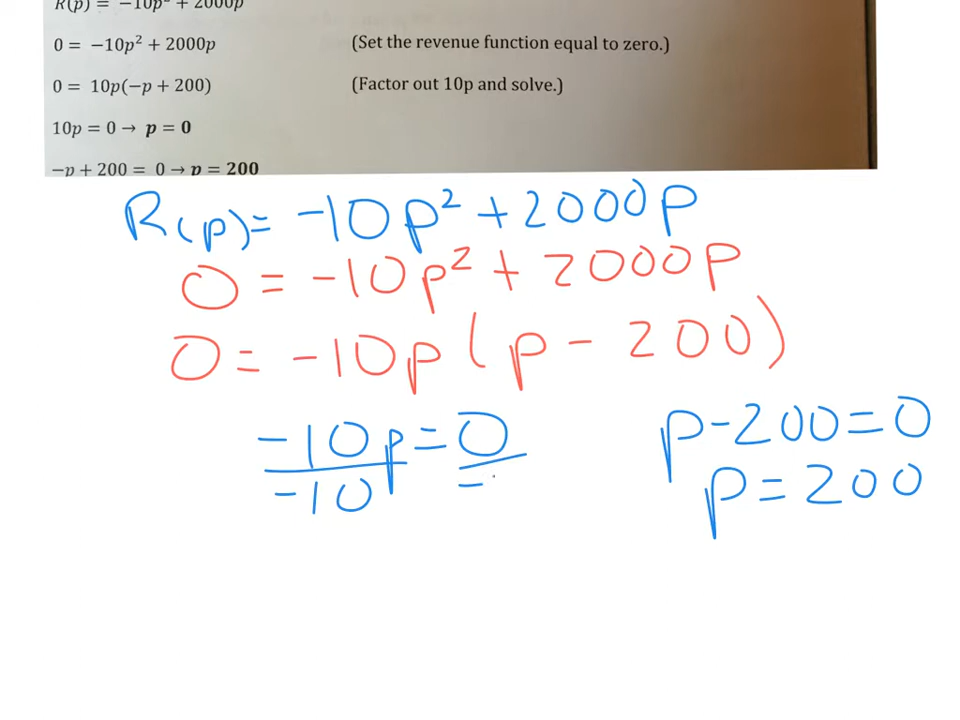 R(p) = −10p² + 2000p
0 = −10p² + 2000p (Set the revenue function equal to zero.)
0 = 10p(−p + 200) (Factor out 10p and solve.)
10p = 0 → p = 0
−p + 200 = 0 → p = 200
R(p) = -10p² + 2000p
0 = -10p² + 2000p
0 = -10p(p - 200)
-10p = 0 p-200=0
-10 - p = 200